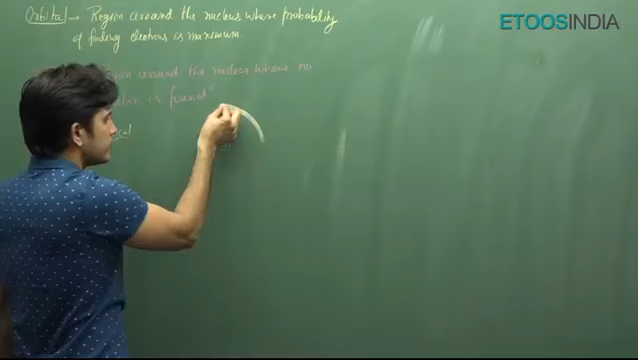 ETOOSINDIA
Orbital → Region around the nucleus where probability
of finding electrons is maximum.
around the nucleus where no
is found"